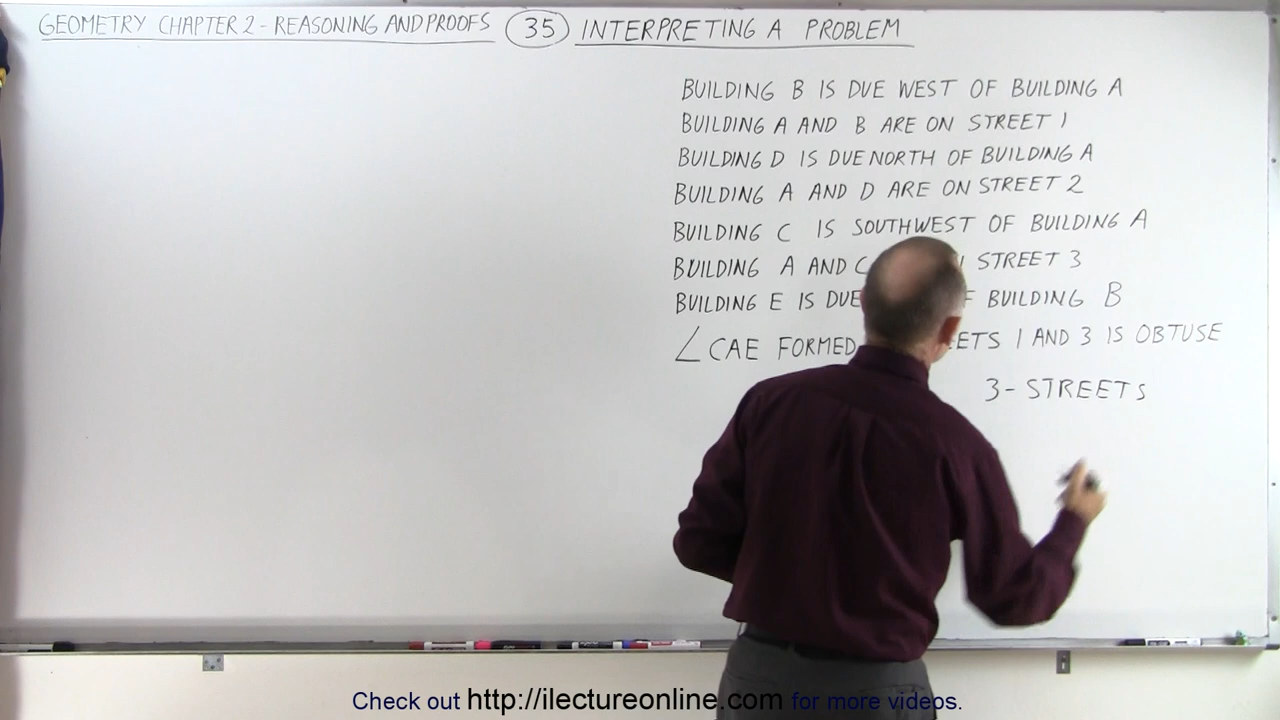 GEOMETRY CHAPTER 2 - REASONING AND PROOFS 35 INTERPRETING A PROBLEM
BUILDING B IS DUE WEST OF BUILDING A
BUILDING A AND B ARE ON STREET 1
BUILDING D IS DUE NORTH OF BUILDING A
BUILDING A AND D ARE ON STREET 2
BUILDING C IS SOUTHWEST OF BUILDING A
BUILDING A AND C STREET 3
BUILDING E IS DUE BUILDING B
∠CAE FORMED 1 AND 3 IS OBTUSE
3 - STREETS
Check out http://ilectureonline.com for more videos.